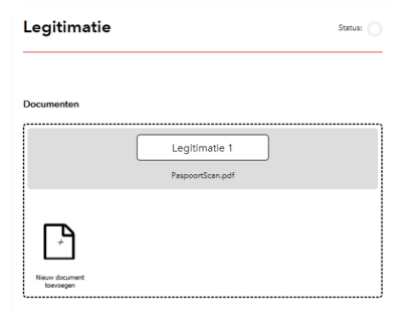 Legitimatie
Status:
Documenten
Legitimatie 1
PaspoortScan.pdf
+
Nieuw document
toevoegen